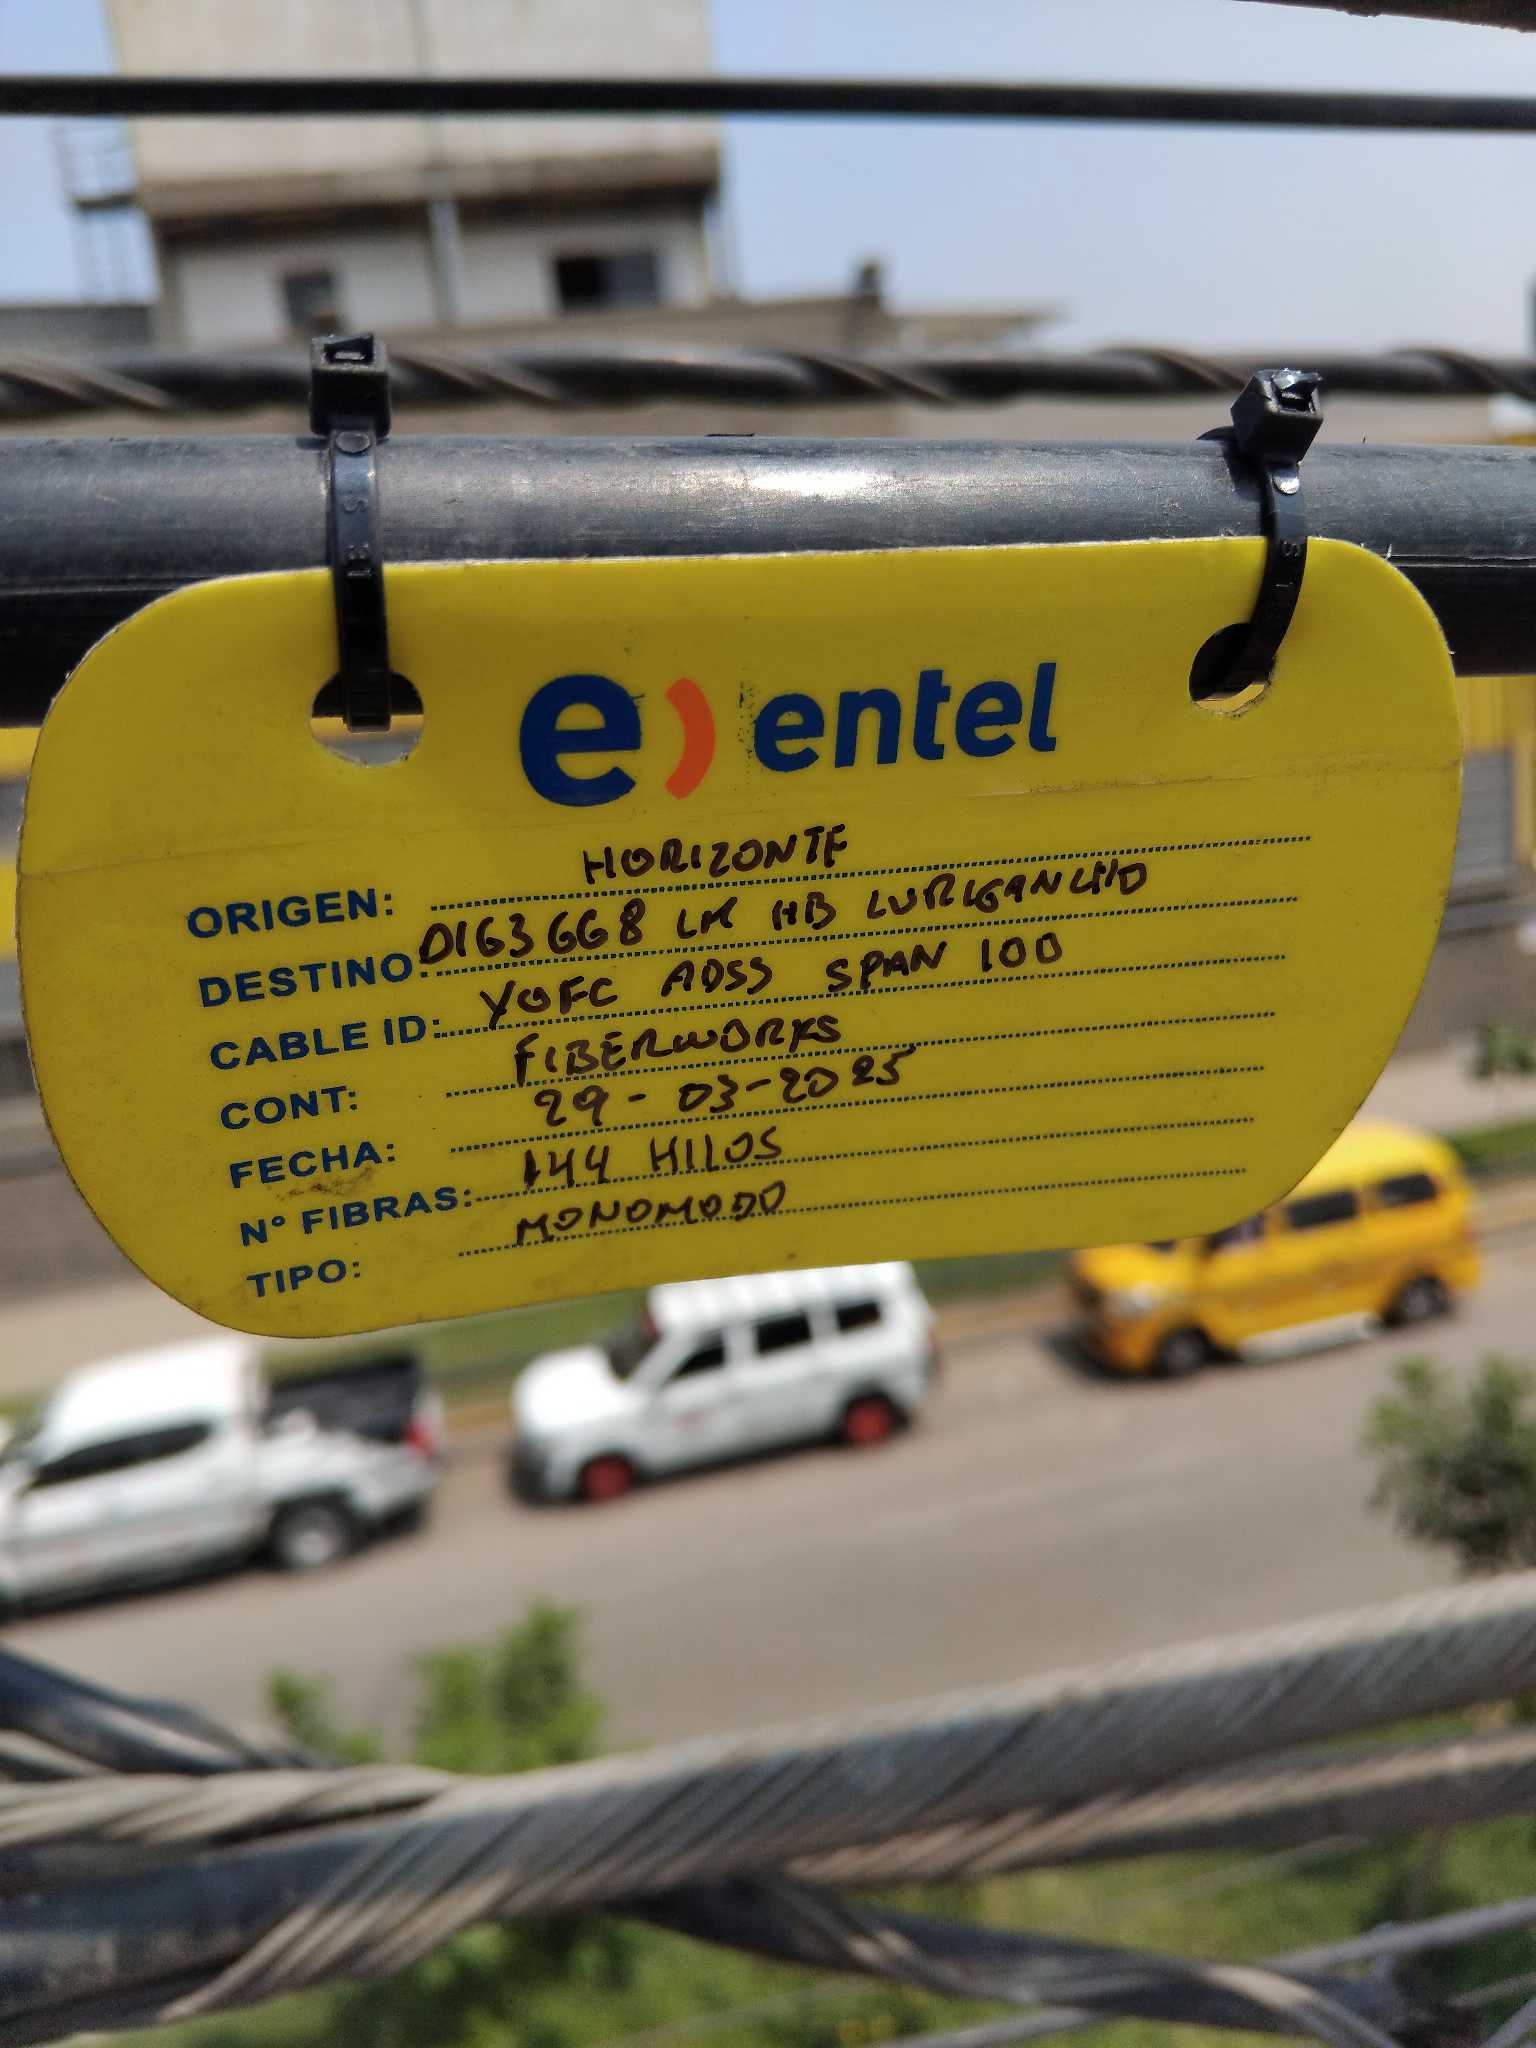 e) entel
ORIGEN: HORIZONTE
DESTINO: 0163668 LM HB LURIGANCHO
CABLE ID: YOFC ADSS SPAN 100
CONT: FIBERWORKS
FECHA: 29-03-2025
N° FIBRAS: 144 HILOS
TIPO: MONOMODO